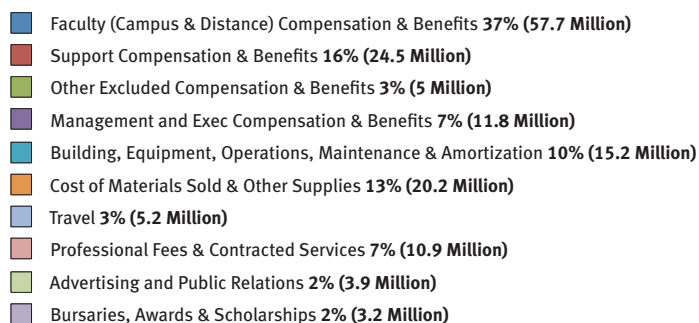 Faculty (Campus & Distance) Compensation & Benefits 37% (57.7 Million)
Support Compensation & Benefits 16% (24.5 Million)
Other Excluded Compensation & Benefits 3% (5 Million)
Management and Exec Compensation & Benefits 7% (11.8 Million)
Building, Equipment, Operations, Maintenance & Amortization 10% (15.2 Million)
Cost of Materials Sold & Other Supplies 13% (20.2 Million)
Travel 3% (5.2 Million)
Professional Fees & Contracted Services 7% (10.9 Million)
Advertising and Public Relations 2% (3.9 Million)
Bursaries, Awards & Scholarships 2% (3.2 Million)